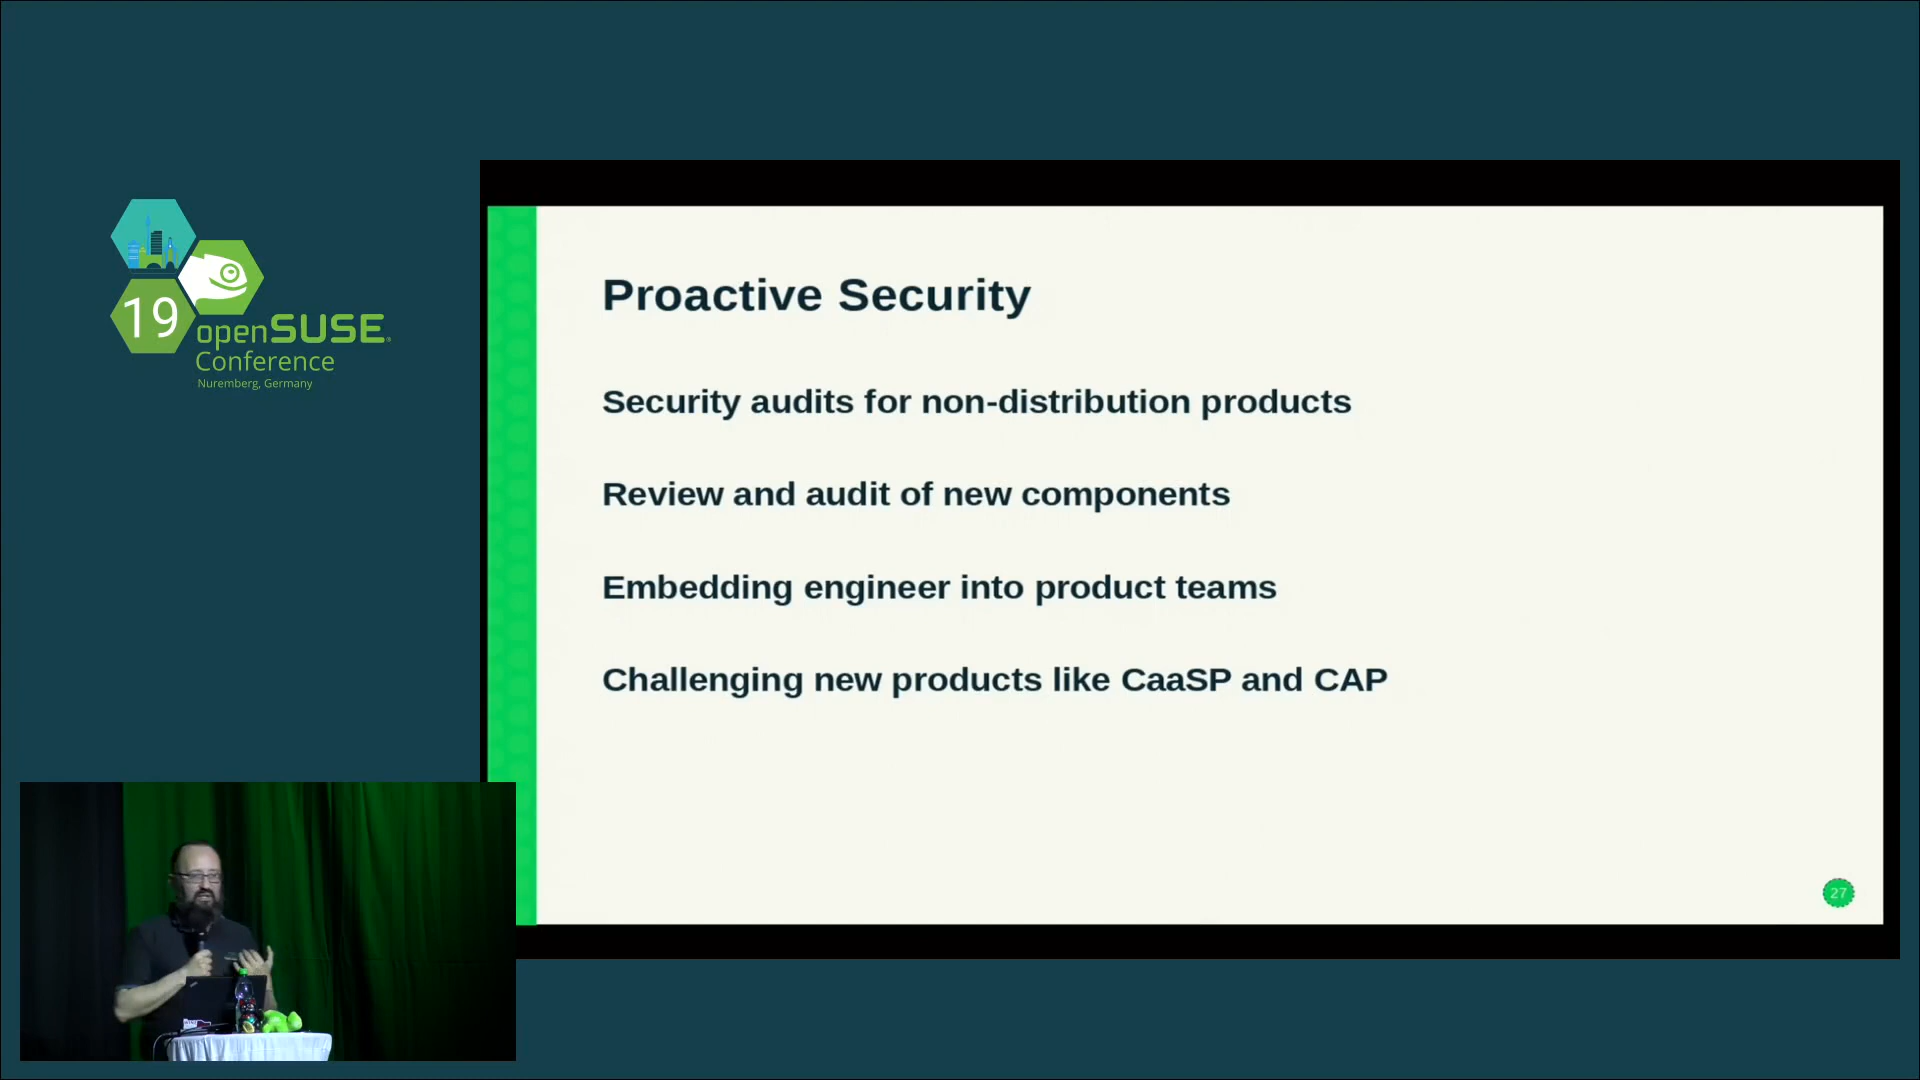 19
openSUSE
Conference
Nuremberg, Germany
Proactive Security
Security audits for non-distribution products
Review and audit of new components
Embedding engineer into product teams
Challenging new products like CaaSP and CAP
27